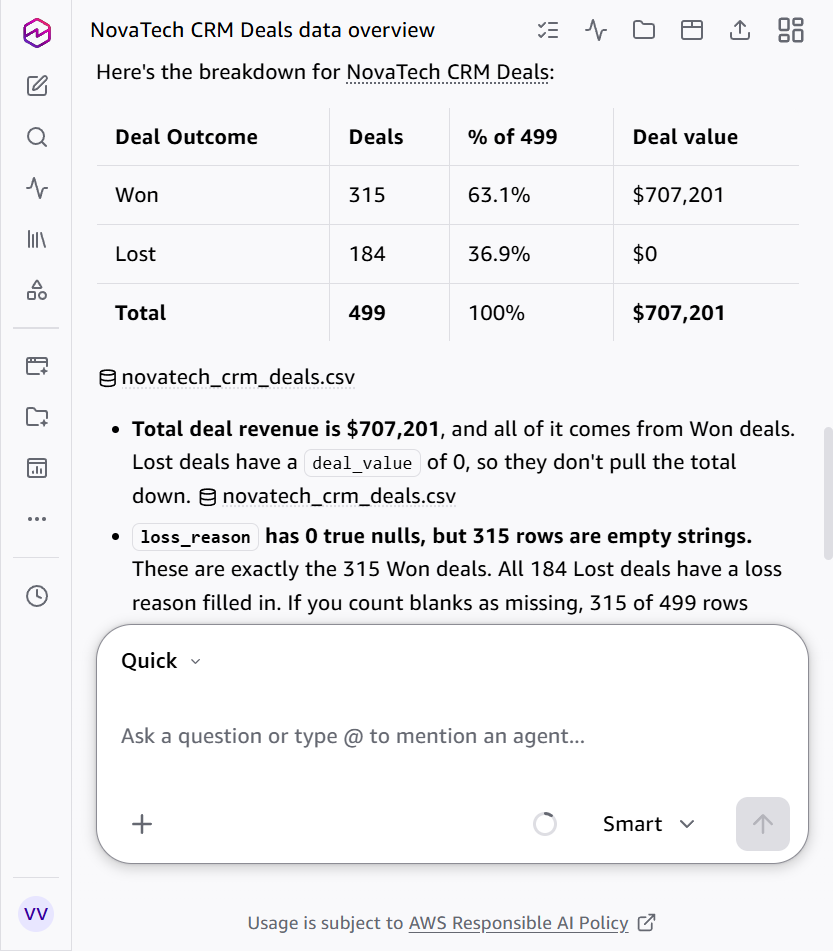 NovaTech CRM Deals data overview
Here's the breakdown for NovaTech CRM Deals:
Deal Outcome Deals % of 499 Deal value
Won 315 63.1% $707,201
Lost 184 36.9% $0
Total 499 100% $707,201
novatech_crm_deals.csv
• Total deal revenue is $707,201, and all of it comes from Won deals.
Lost deals have a deal_value of 0, so they don't pull the total
down. novatech_crm_deals.csv
• loss_reason has 0 true nulls, but 315 rows are empty strings.
These are exactly the 315 Won deals. All 184 Lost deals have a loss
reason filled in. If you count blanks as missing, 315 of 499 rows
Quick
Ask a question or type @ to mention an agent...
Smart
VV
Usage is subject to AWS Responsible AI Policy